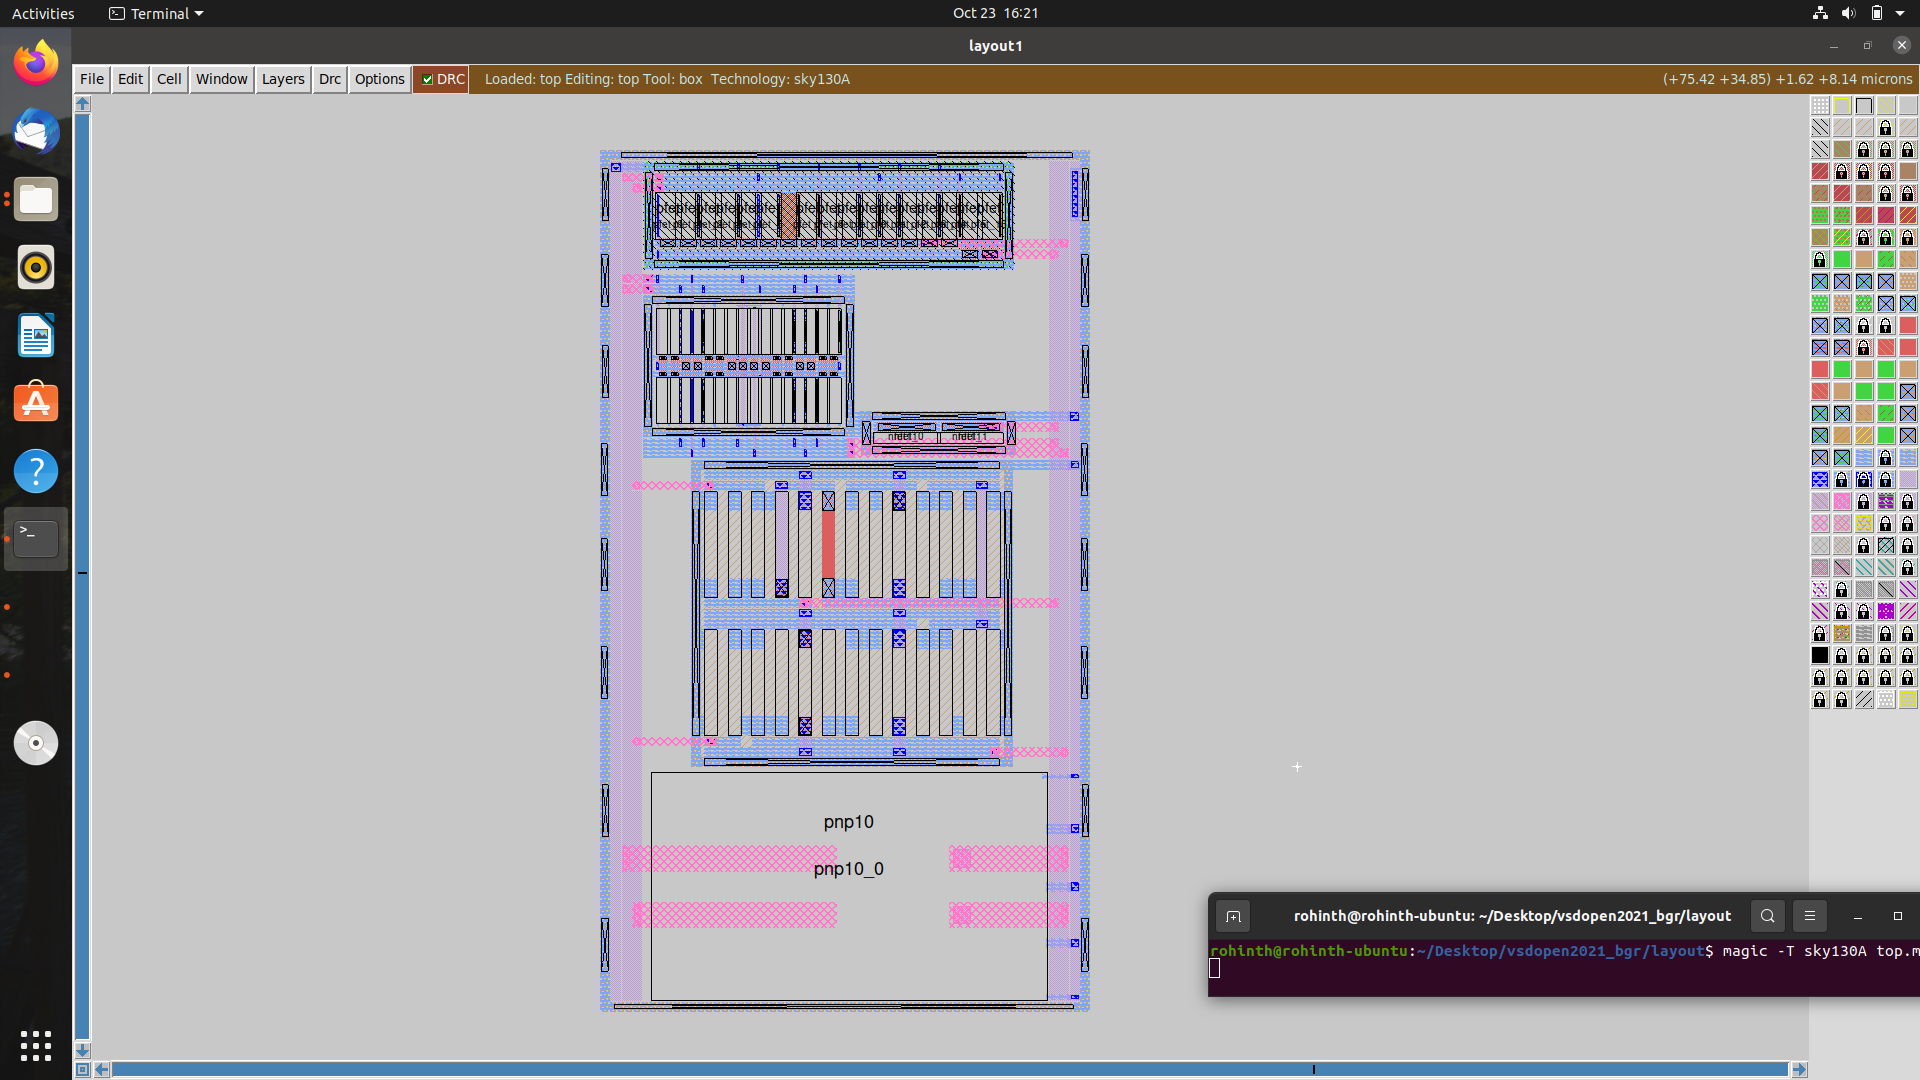 Activities
Terminal
Oct 23 16:21
layout1
File Edit Cell Window Layers Drc Options DRC Loaded: top Editing: top Tool: box Technology: sky130A (+75.42 +34.85) +1.62 +8.14 microns
pnp10
pnp10_0
rohinth@rohinth-ubuntu: ~/Desktop/vsdopen2021_bgr/layout
rohinth@rohinth-ubuntu:~/Desktop/vsdopen2021_bgr/layout$ magic -T sky130A top.m